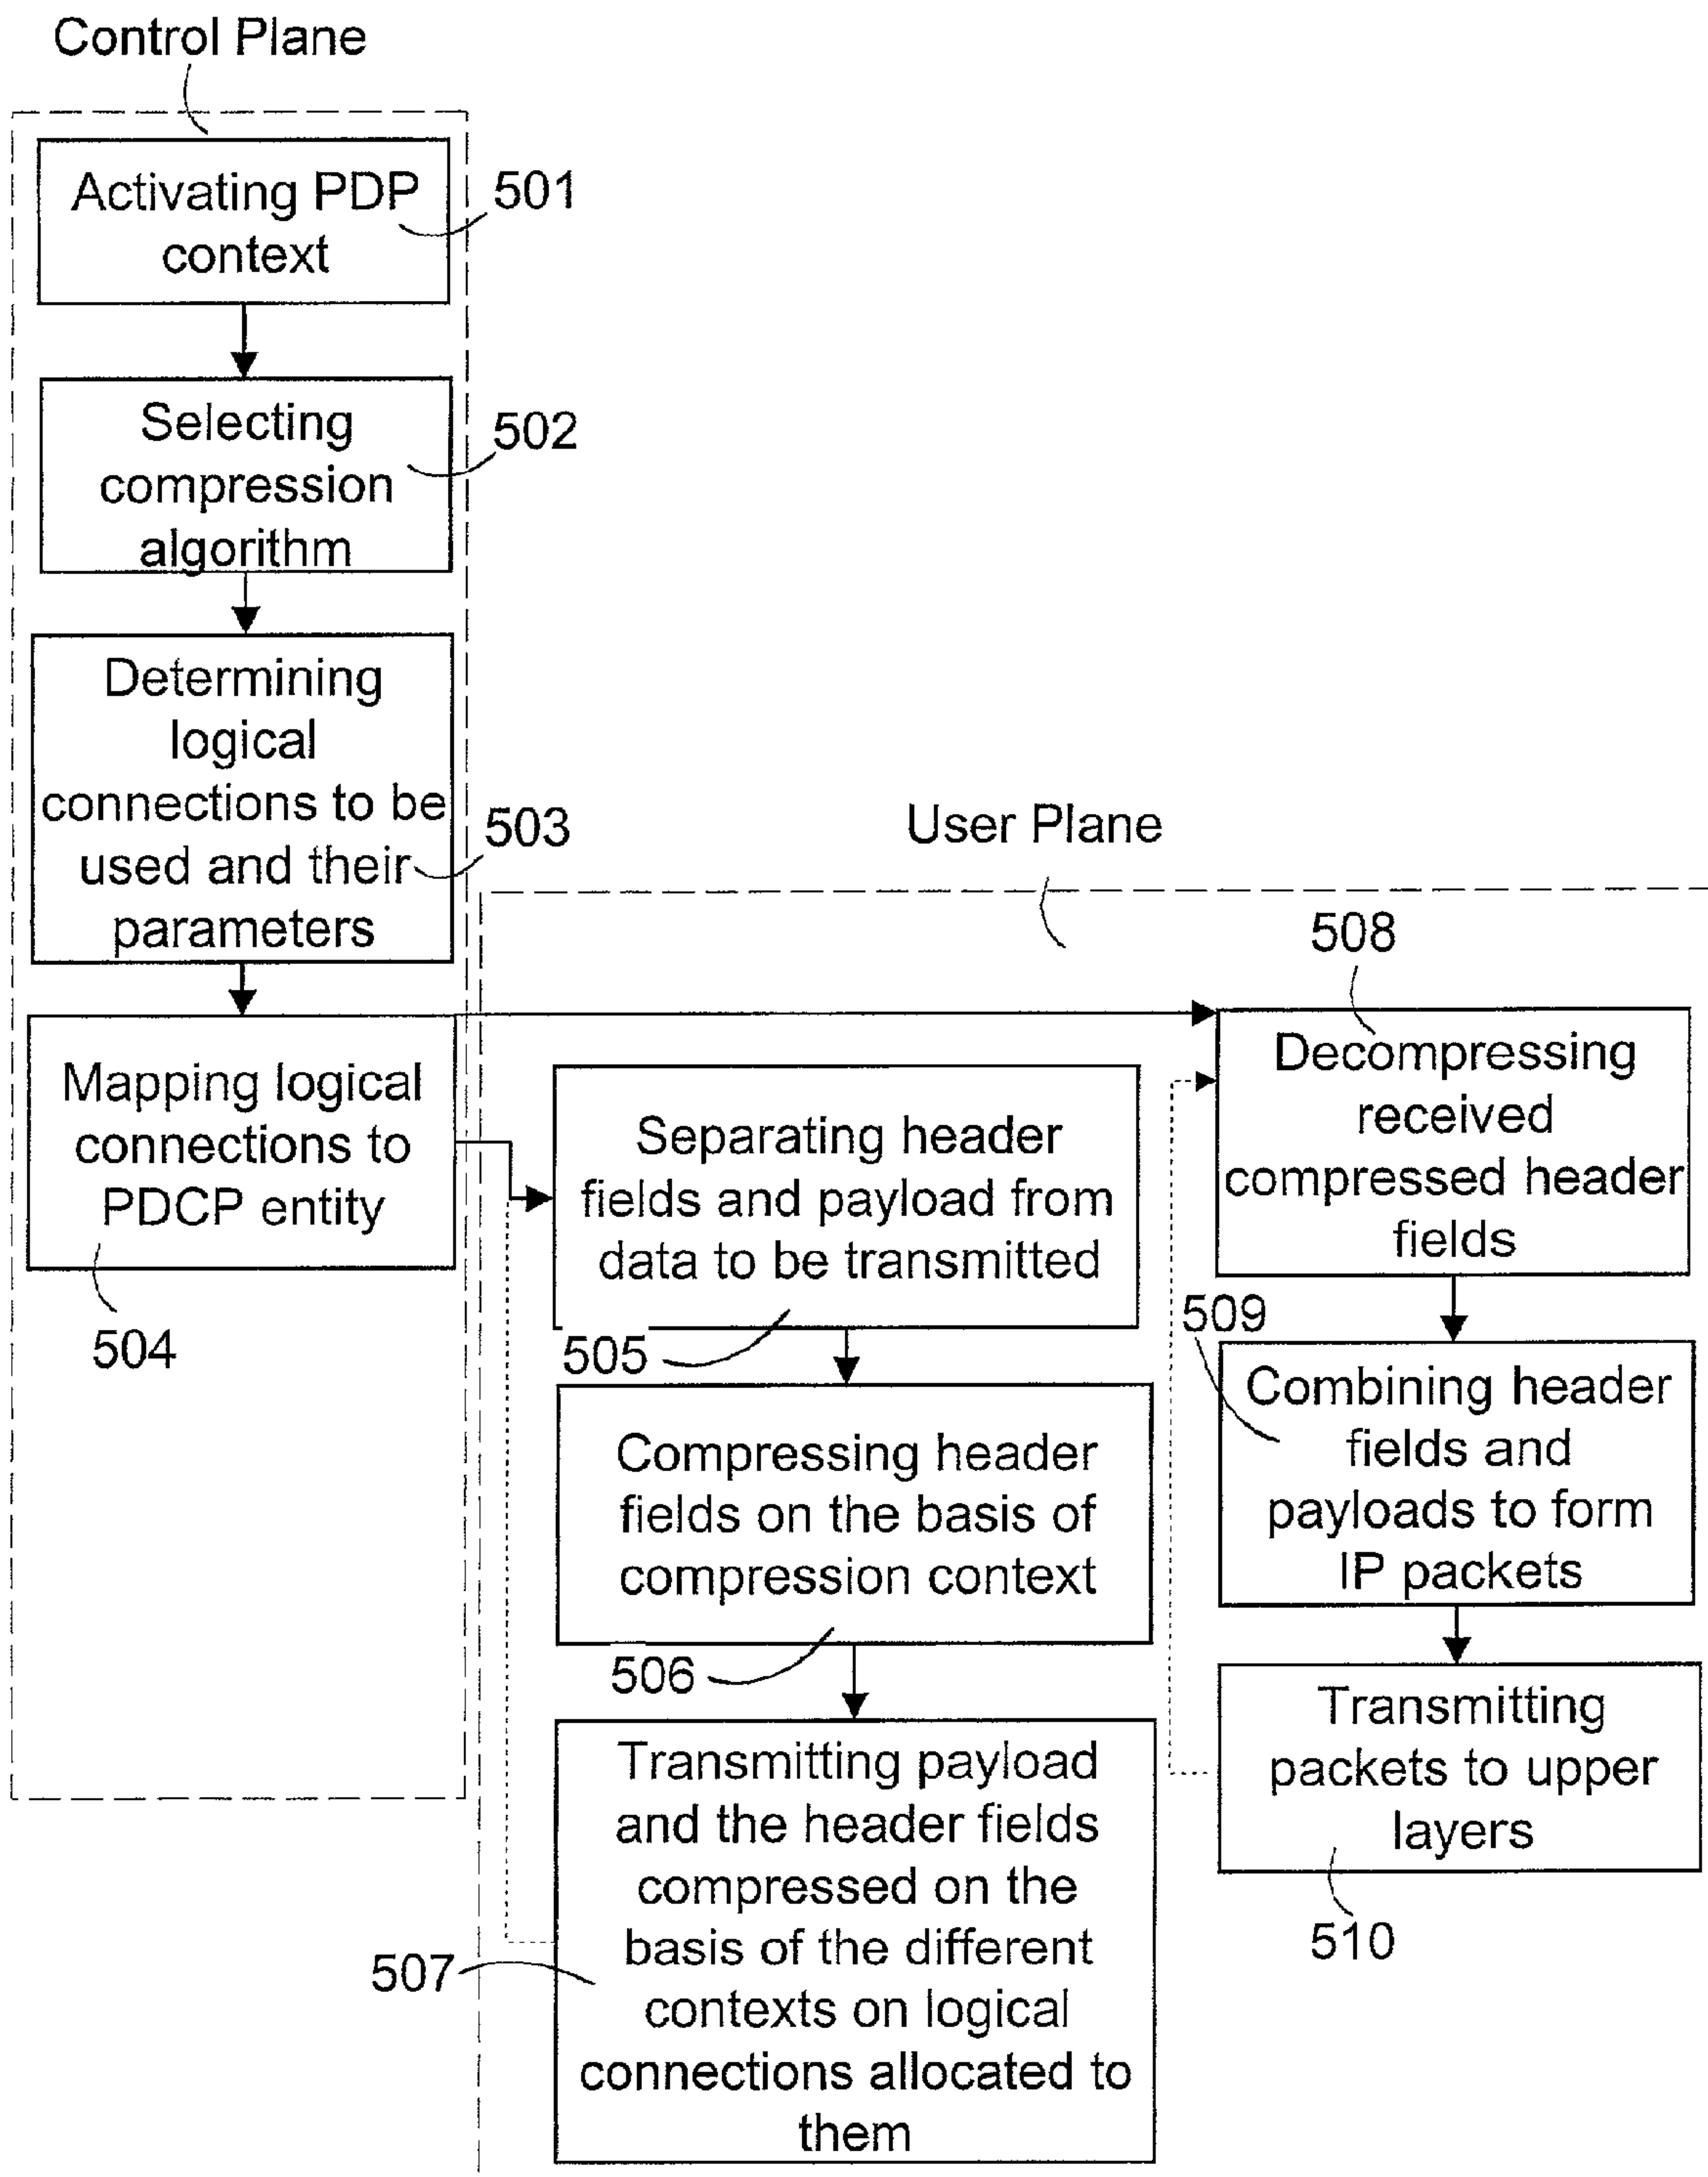 Control Plane
Activating PDP
context
501
Selecting
compression
algorithm
502
Determining
logical
connections to be
used and their
parameters
503
Mapping logical
connections to
PDCP entity
504
User Plane
Separating header
fields and payload from
data to be transmitted
505
Compressing header
fields on the basis of
compression context
506
Transmitting payload
and the header fields
compressed on the
basis of the different
contexts on logical
connections allocated to
them
507
508
Decompressing
received
compressed header
fields
509
Combining header
fields and
payloads to form
IP packets
Transmitting
packets to upper
layers
510